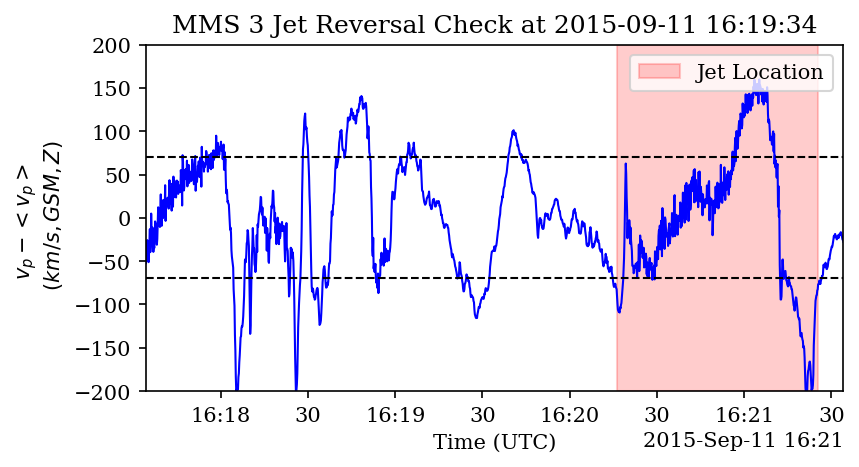 MMS 3 Jet Reversal Check at 2015-09-11 16:19:34
Jet Location
200
150
100
50
0
−50
−100
−150
−200
v_p − < v_p >
(km/s, GSM, Z)
16:18 30 16:19 30 16:20 30 16:21 30
Time (UTC)
2015-Sep-11 16:21